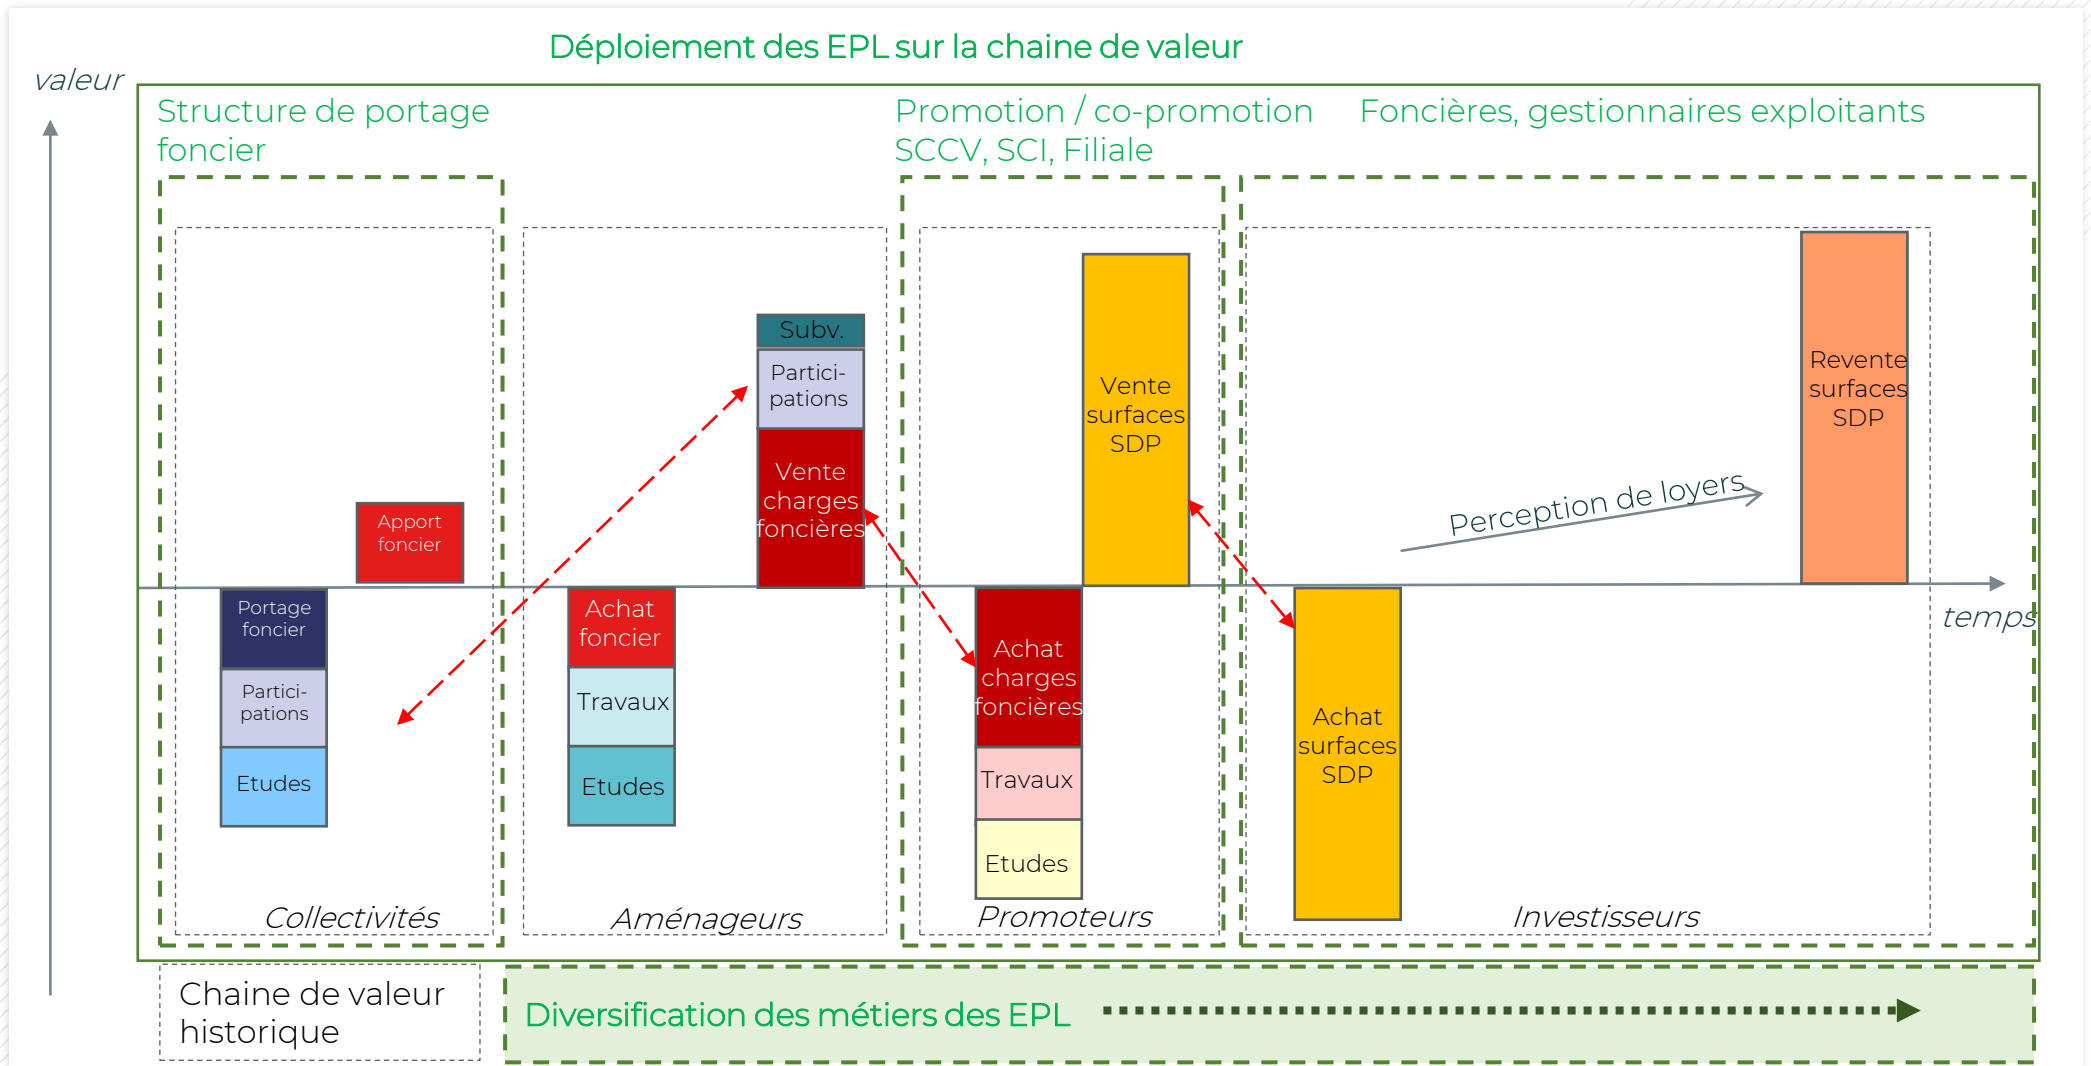 Déploiement des EPL sur la chaine de valeur
valeur
Structure de portage
foncier
Promotion / co-promotion
SCCV, SCI, Filiale
Foncières, gestionnaires exploitants
Apport
foncier
Portage
foncier
Partici-
pations
Etudes
Collectivités
Subv.
Partici-
pations
Vente
charges
foncières
Achat
foncier
Travaux
Etudes
Aménageurs
Vente
surfaces
SDP
Achat
charges
foncières
Travaux
Etudes
Promoteurs
Revente
surfaces
SDP
Perception de loyers
temps
Achat
surfaces
SDP
Investisseurs
Chaine de valeur
historique
Diversification des métiers des EPL